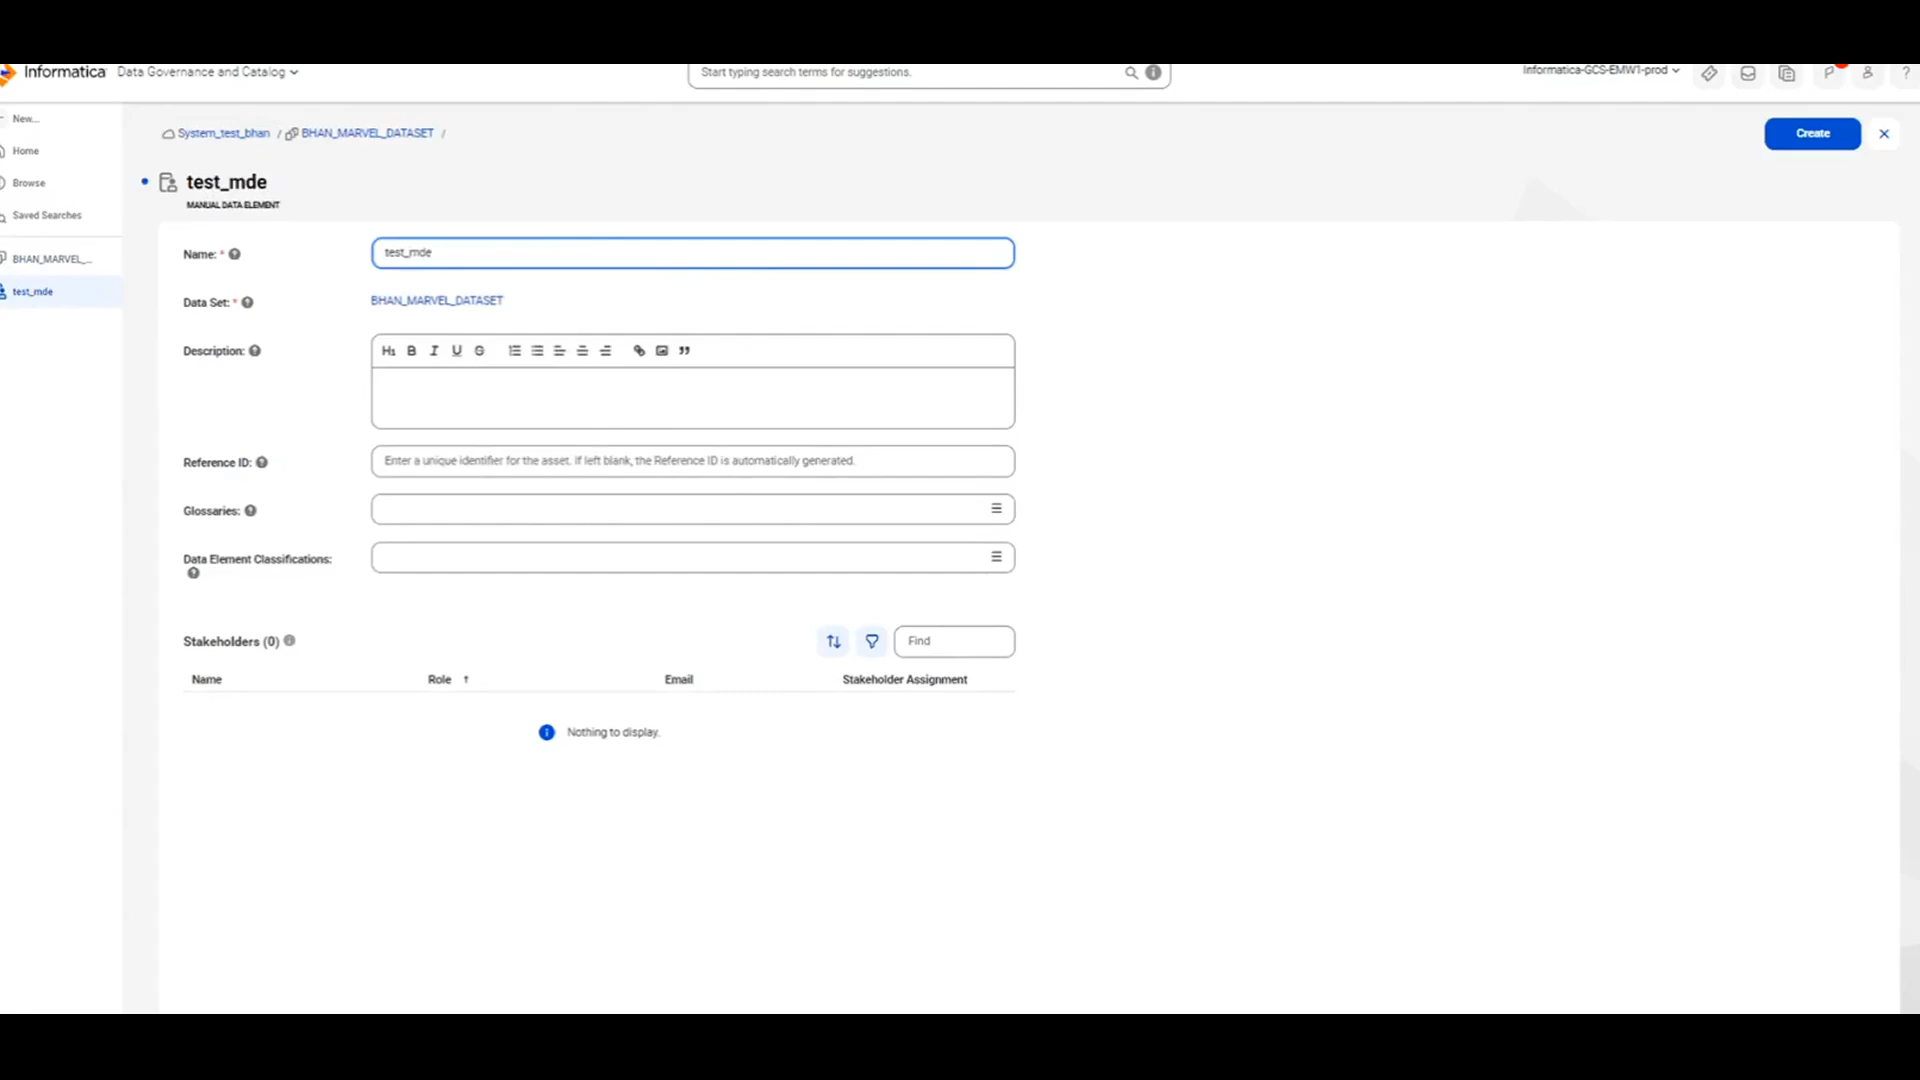 Informatica Data Governance and Catalog
Start typing search terms for suggestions.
Informatica-GCS-EMW1-prod
New...
Home
Browse
Saved Searches
BHAN_MARVEL_...
test_mde
System_test_bhan / BHAN_MARVEL_DATASET /
Create
test_mde
MANUAL DATA ELEMENT
Name: * test_mde
Data Set: * BHAN_MARVEL_DATASET
Description:
H1 B I U S
Reference ID: Enter a unique identifier for the asset. If left blank, the Reference ID is automatically generated.
Glossaries:
Data Element Classifications:
Stakeholders (0)
Find
Name Role ↑ Email Stakeholder Assignment
Nothing to display.